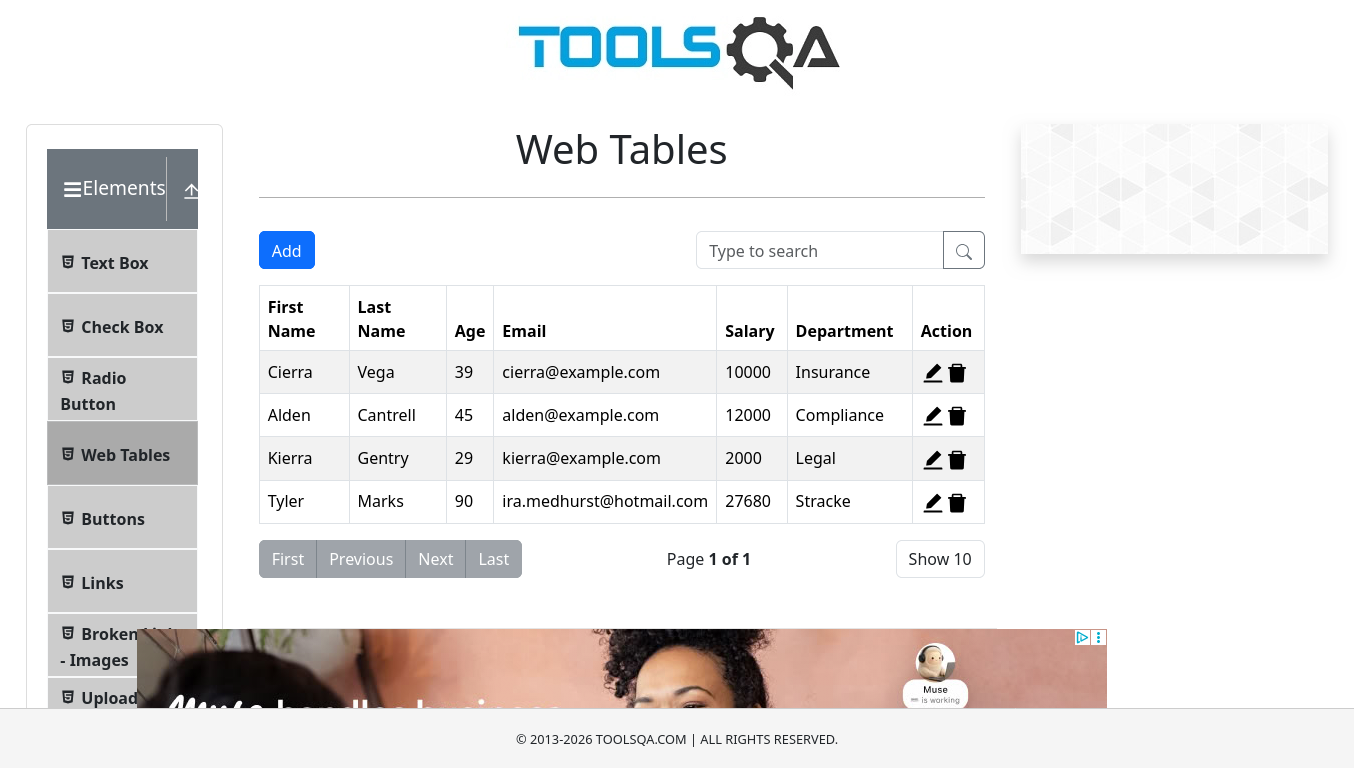 TOOLSQA
Web Tables
Elements
Text Box
Check Box
Radio
Button
Web Tables
Buttons
Links
Broken
- Images
Upload
Add
Type to search
First Name Last Name Age Email Salary Department Action
Cierra Vega 39 cierra@example.com 10000 Insurance
Alden Cantrell 45 alden@example.com 12000 Compliance
Kierra Gentry 29 kierra@example.com 2000 Legal
Tyler Marks 90 ira.medhurst@hotmail.com 27680 Stracke
First Previous Next Last Page 1 of 1 Show 10
Muse
is working
© 2013-2026 TOOLSQA.COM | ALL RIGHTS RESERVED.